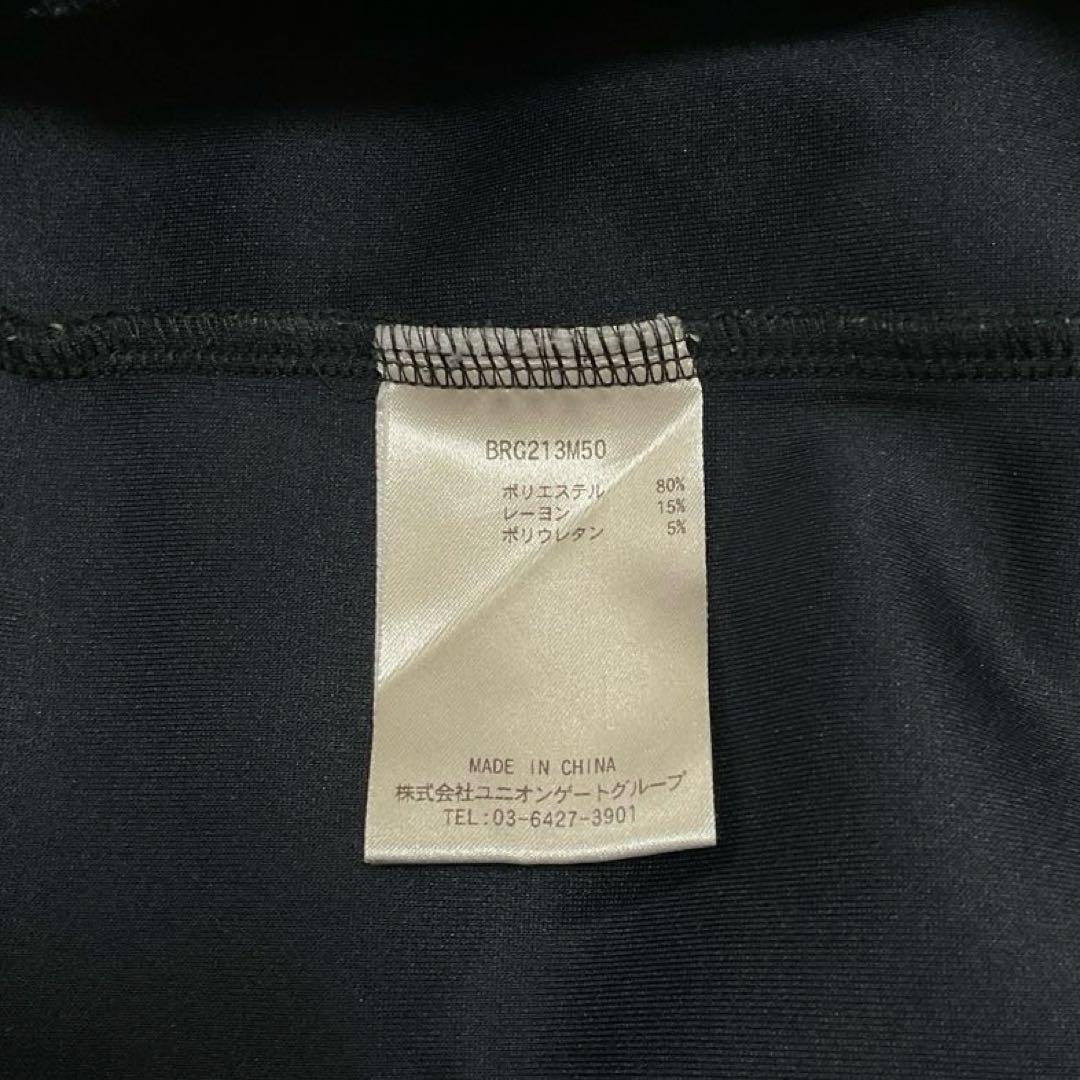 BRG213M50
ポリエステル 80%
レーヨン 15%
ポリウレタン 5%
MADE IN CHINA
株式会社ユニオンゲートグループ
TEL:03-6427-3901